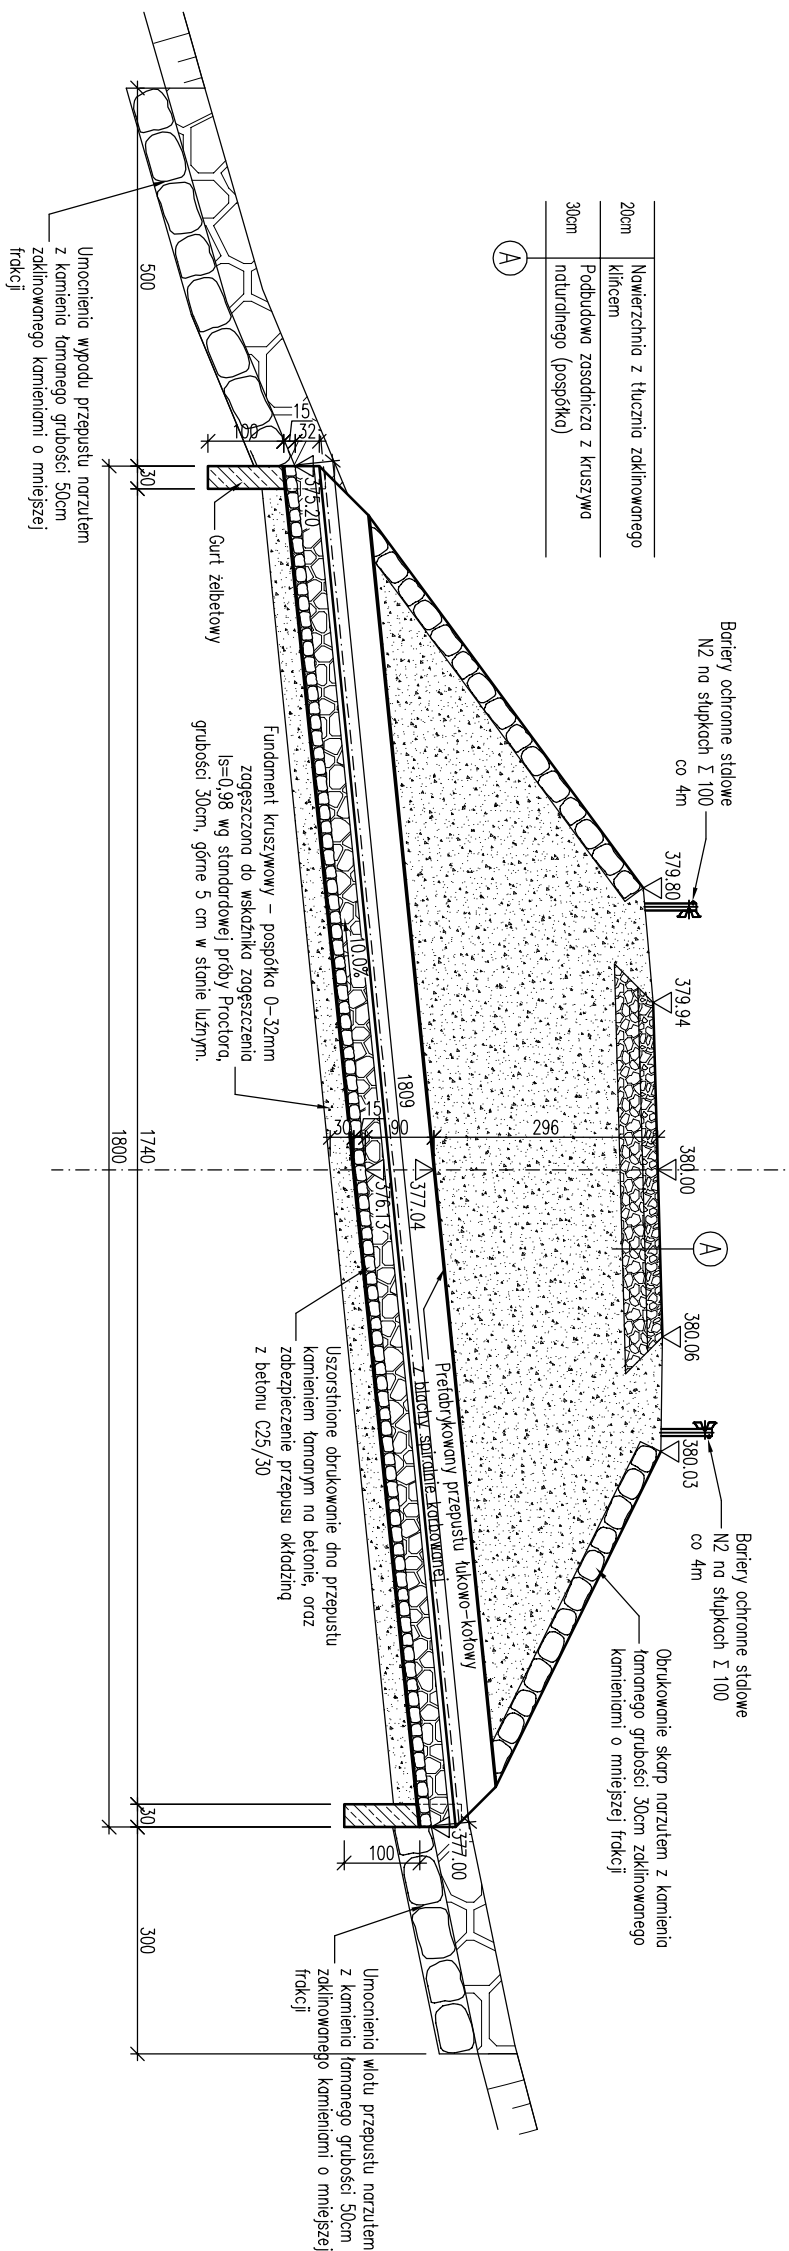 20cm
Nawierzchnia z tłucznia zaklinowanego
klińcem
30cm
Podbudowa zasadnicza z kruszywa
naturalnego (pospółka)
A
Bariery ochronne stalowe
N2 na słupkach Σ 100
co 4m
379.80
379.94
380.00
A
380.06
380.03
Bariery ochronne stalowe
N2 na słupkach Σ 100
co 4m
Obrukowanie skarp narzutem z kamienia
łamanego grubości 30cm zaklinowanego
kamieniami o mniejszej frakcji
296
377.04
1809
90
15
30
376.13
10.0%
Prefabrykowany przepustu łukowo-kołowy
z blachy spiralnie karbowanej
15
32
100
375.20
377.00
100
Gurt żelbetowy
Fundament kruszywowy – pospółka 0–32mm
zagęszczona do wskaźnika zagęszczenia
Is=0,98 wg standardowej próby Proctora,
grubości 30cm, górne 5 cm w stanie luźnym.
Uszorstnione obrukowanie dna przepustu
kamieniem łamanym na betonie, oraz
zabezpieczenie przepusu okładziną
z betonu C25/30
Umocnienia wypadu przepustu narzutem
z kamienia łamanego grubości 50cm
zaklinowanego kamieniami o mniejszej
frakcji
Umocnienia wlotu przepustu narzutem
z kamienia łamanego grubości 50cm
zaklinowanego kamieniami o mniejszej
frakcji
500
30
1740
30
300
1800